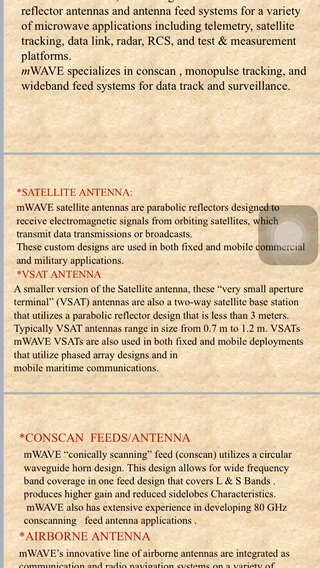 reflector antennas and antenna feed systems for a variety
of microwave applications including telemetry, satellite
tracking, data link, radar, RCS, and test & measurement
platforms.
mWAVE specializes in conscan , monopulse tracking, and
wideband feed systems for data track and surveillance.
*SATELLITE ANTENNA:
mWAVE satellite antennas are parabolic reflectors designed to
receive electromagnetic signals from orbiting satellites, which
transmit data transmissions or broadcasts.
These custom designs are used in both fixed and mobile commercial
and military applications.
*VSAT ANTENNA
A smaller version of the Satellite antenna, these “very small aperture
terminal” (VSAT) antennas are also a two-way satellite base station
that utilizes a parabolic reflector design that is less than 3 meters.
Typically VSAT antennas range in size from 0.7 m to 1.2 m. VSATs
mWAVE VSATs are also used in both fixed and mobile deployments
that utilize phased array designs and in
mobile maritime communications.
*CONSCAN FEEDS/ANTENNA
mWAVE “conically scanning” feed (conscan) utilizes a circular
waveguide horn design. This design allows for wide frequency
band coverage in one feed design that covers L & S Bands .
produces higher gain and reduced sidelobes Characteristics.
mWAVE also has extensive experience in developing 80 GHz
conscanning feed antenna applications .
*AIRBORNE ANTENNA
mWAVE’s innovative line of airborne antennas are integrated as
communication and radio navigation systems on a variety of